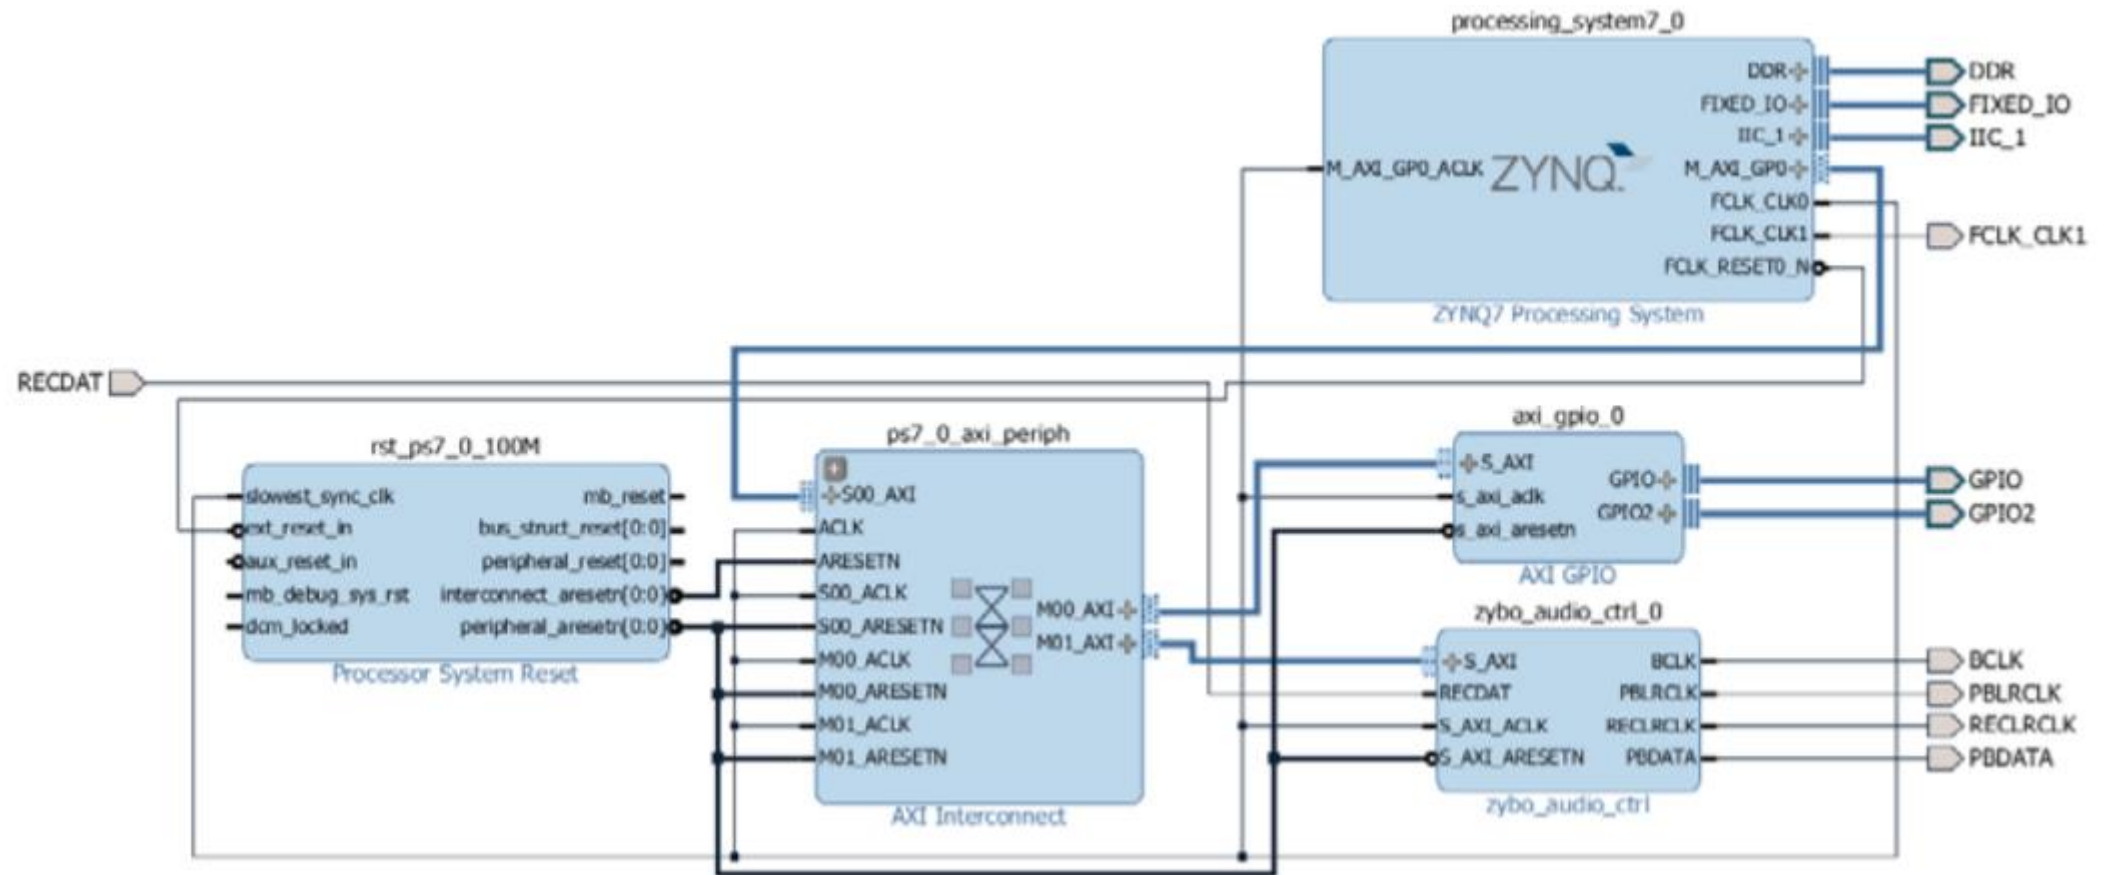 processing_system7_0
DDR
FIXED_IO
IIC_1
M_AXI_GP0_ACLK
ZYNQ
M_AXI_GP0
FCLK_CLK0
FCLK_CLK1
FCLK_RESET0_N
ZYNQ7 Processing System
DDR
FIXED_IO
IIC_1
FCLK_CLK1
RECDAT
rst_ps7_0_100M
slowest_sync_clk
ext_reset_in
aux_reset_in
mb_debug_sys_rst
dcm_locked
mb_reset
bus_struct_reset[0:0]
peripheral_reset[0:0]
interconnect_aresetn[0:0]
peripheral_aresetn[0:0]
Processor System Reset
ps7_0_axi_periph
S00_AXI
ACLK
ARESETN
S00_ACLK
S00_ARESETN
M00_ACLK
M00_ARESETN
M01_ACLK
M01_ARESETN
M00_AXI
M01_AXI
AXI Interconnect
axi_gpio_0
S_AXI
s_axi_aclk
s_axi_aresetn
GPIO
GPIO2
AXI GPIO
GPIO
GPIO2
zybo_audio_ctrl_0
S_AXI
RECDAT
S_AXI_ACLK
S_AXI_ARESETN
BCLK
PBLRCLK
RECLRCLK
PBDATA
zybo_audio_ctrl
BCLK
PBLRCLK
RECLRCLK
PBDATA